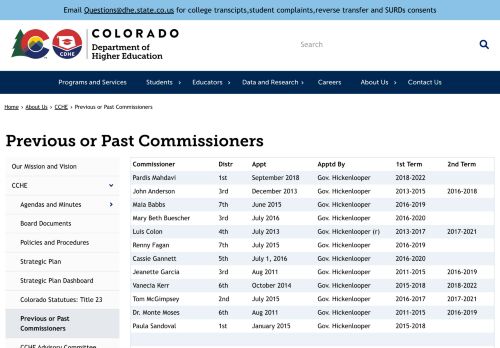 Email Questions@dhe.state.co.us for college transcipts,student complaints,reverse transfer and SURDs consents
COLORADO
Department of
Higher Education
CDHE
Search
Programs and Services Students › Educators › Data and Research › Careers About Us › Contact Us
Home > About Us > CCHE > Previous or Past Commissioners
Previous or Past Commissioners
Our Mission and Vision
CCHE
Agendas and Minutes
Board Documents
Policies and Procedures
Strategic Plan
Strategic Plan Dashboard
Colorado Statutues: Title 23
Previous or Past
Commissioners
CCHE Advisory Committee
Commissioner Distr Appt Apptd By 1st Term 2nd Term
Pardis Mahdavi 1st September 2018 Gov. Hickenlooper 2018-2022
John Anderson 3rd December 2013 Gov. Hickenlooper 2013-2015 2016-2018
Maia Babbs 7th June 2015 Gov. Hickenlooper 2016-2019
Mary Beth Buescher 3rd July 2016 Gov. Hickenlooper 2016-2020
Luis Colon 4th July 2013 Gov. Hickenlooper (r) 2013-2017 2017-2021
Renny Fagan 7th July 2015 Gov. Hickenlooper 2016-2019
Cassie Gannett 5th July 1, 2016 Gov. Hickenlooper 2016-2020
Jeanette Garcia 3rd Aug 2011 Gov. Hickenlooper 2011-2015 2016-2019
Vanecia Kerr 6th October 2014 Gov. Hickenlooper 2015-2018 2018-2022
Tom McGimpsey 2nd July 2015 Gov. Hickenlooper 2016-2017 2017-2021
Dr. Monte Moses 6th Aug 2011 Gov. Hickenlooper 2011-2015 2016-2019
Paula Sandoval 1st January 2015 Gov. Hickenlooper 2015-2018